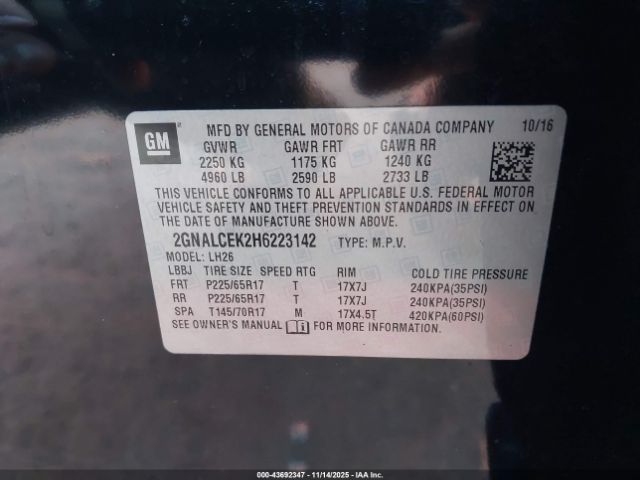 GM MFD BY GENERAL MOTORS OF CANADA COMPANY 10/16
GVWR GAWR FRT GAWR RR
2250 KG 1175 KG 1240 KG
4960 LB 2590 LB 2733 LB
THIS VEHICLE CONFORMS TO ALL APPLICABLE U.S. FEDERAL MOTOR
VEHICLE SAFETY AND THEFT PREVENTION STANDARDS IN EFFECT ON
THE DATE OF MANUFACTURE SHOWN ABOVE.
2GNALCEK2H6223142 TYPE: M.P.V.
MODEL: LH26
LBBJ TIRE SIZE SPEED RTG RIM COLD TIRE PRESSURE
FRT P225/65R17 T 17X7J 240KPA(35PSI)
RR P225/65R17 T 17X7J 240KPA(35PSI)
SPA T145/70R17 M 17X4.5T 420KPA(60PSI)
SEE OWNER'S MANUAL i FOR MORE INFORMATION.
000-43692347 - 11/14/2025 - IAA Inc. (C)